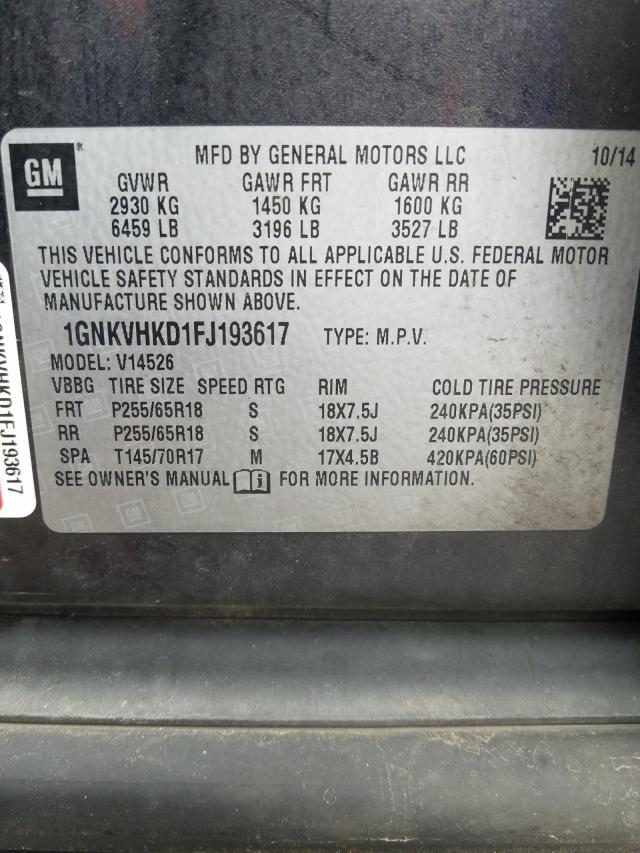 GM
MFD BY GENERAL MOTORS LLC 10/14
GVWR GAWR FRT GAWR RR
2930 KG 1450 KG 1600 KG
6459 LB 3196 LB 3527 LB
THIS VEHICLE CONFORMS TO ALL APPLICABLE U.S. FEDERAL MOTOR
VEHICLE SAFETY STANDARDS IN EFFECT ON THE DATE OF
MANUFACTURE SHOWN ABOVE.
1GNKVHKD1FJ193617 TYPE: M.P.V.
MODEL: V14526
VBBG TIRE SIZE SPEED RTG RIM COLD TIRE PRESSURE
FRT P255/65R18 S 18X7.5J 240KPA(35PSI)
RR P255/65R18 S 18X7.5J 240KPA(35PSI)
SPA T145/70R17 M 17X4.5B 420KPA(60PSI)
SEE OWNER'S MANUAL FOR MORE INFORMATION.
1GNKVHKD1FJ193617